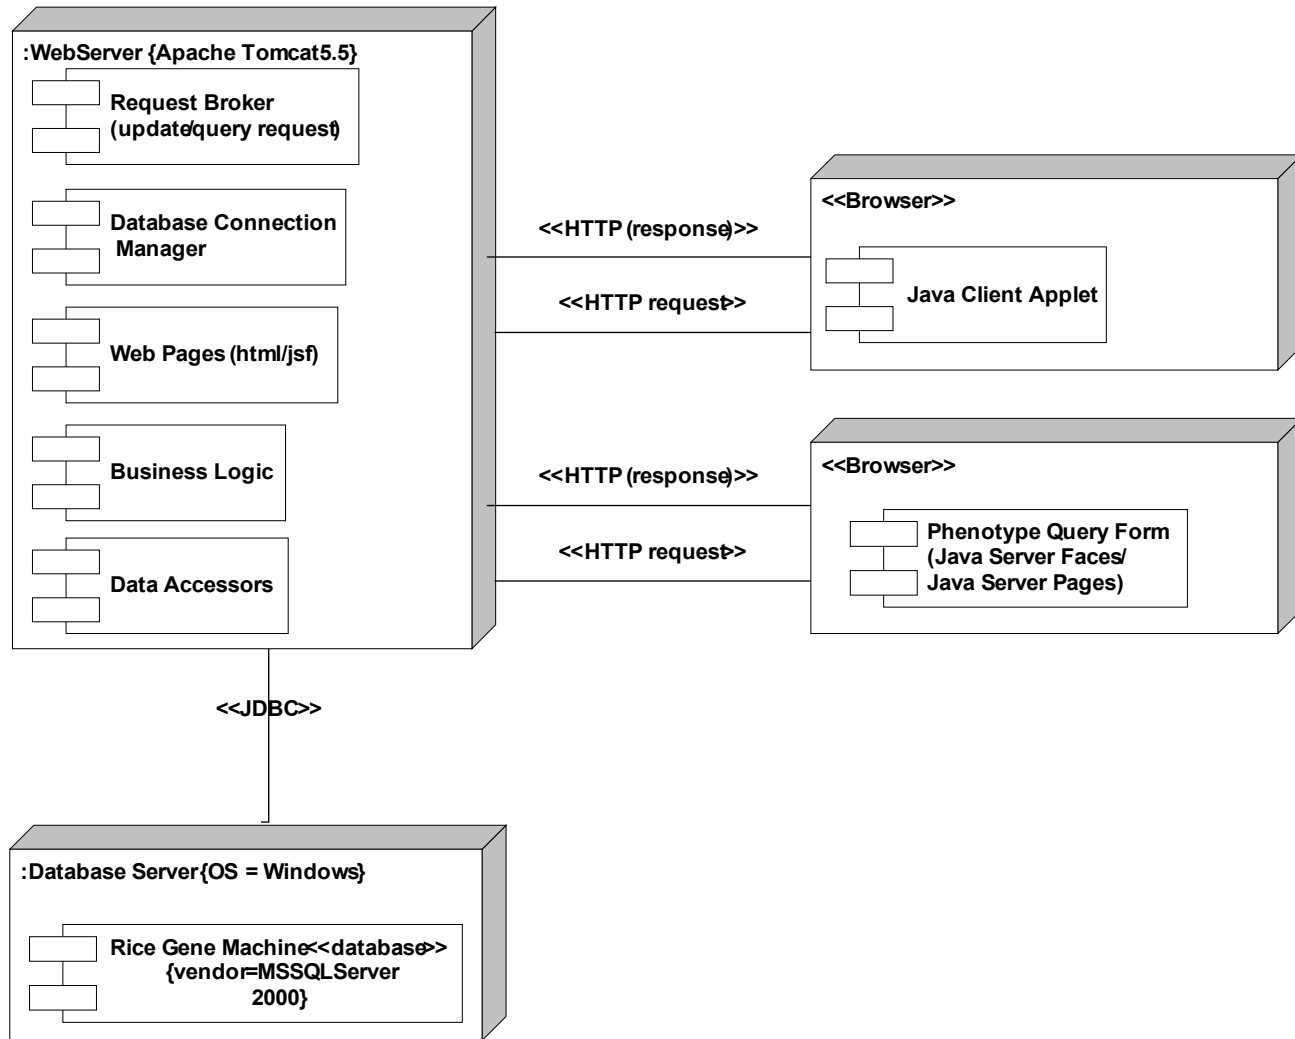 :WebServer {Apache Tomcat5.5}
Request Broker
(update/query request)
Database Connection
Manager
Web Pages (html/jsf)
Business Logic
Data Accessors
<<HTTP (response)>>
<<HTTP request>>
<<Browser>>
Java Client Applet
<<HTTP (response)>>
<<HTTP request>>
<<Browser>>
Phenotype Query Form
(Java Server Faces/
Java Server Pages)
<<JDBC>>
:Database Server{OS = Windows}
Rice Gene Machine<<database>>
{vendor=MSSQLServer
2000}